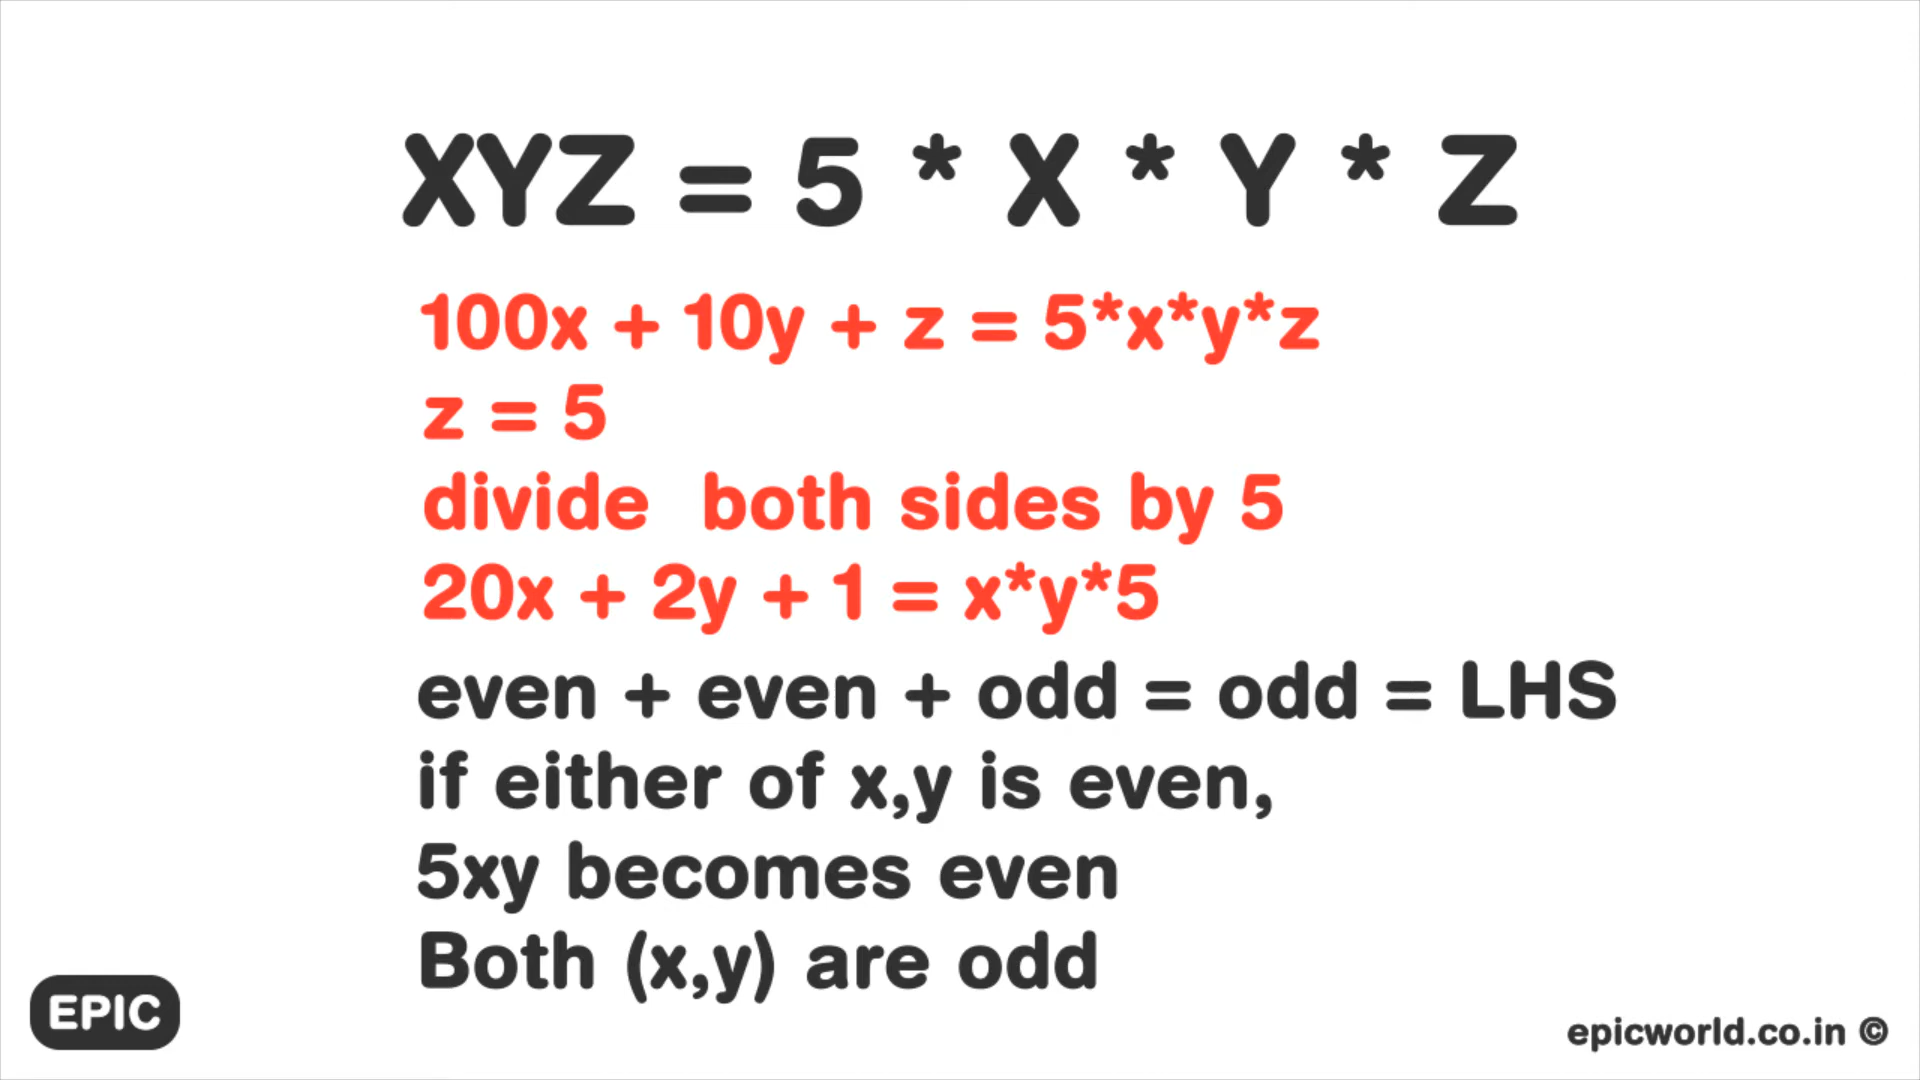 XYZ = 5 * X * Y * Z
100x + 10y + z = 5*x*y*z
z = 5
divide both sides by 5
20x + 2y + 1 = x*y*5
even + even + odd = odd = LHS
if either of x,y is even,
5xy becomes even
Both (x,y) are odd
EPIC
epicworld.co.in ©